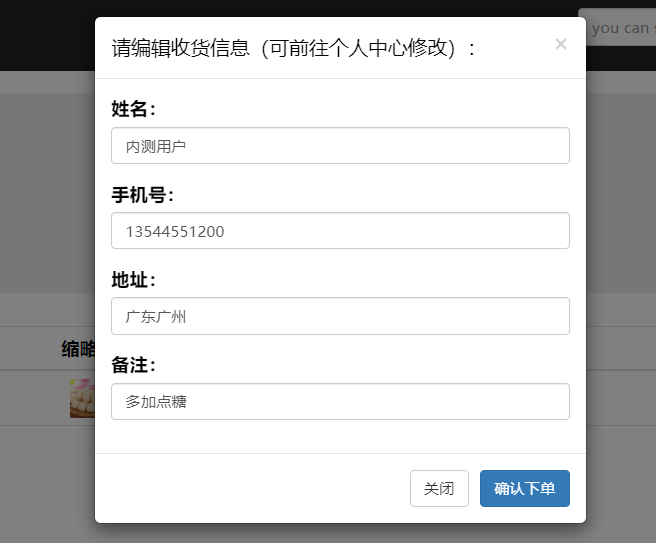 you can s
请编辑收货信息（可前往个人中心修改）：
×
姓名：
内测用户
手机号：
13544551200
地址：
广东广州
缩略
备注：
多加点糖
关闭
确认下单